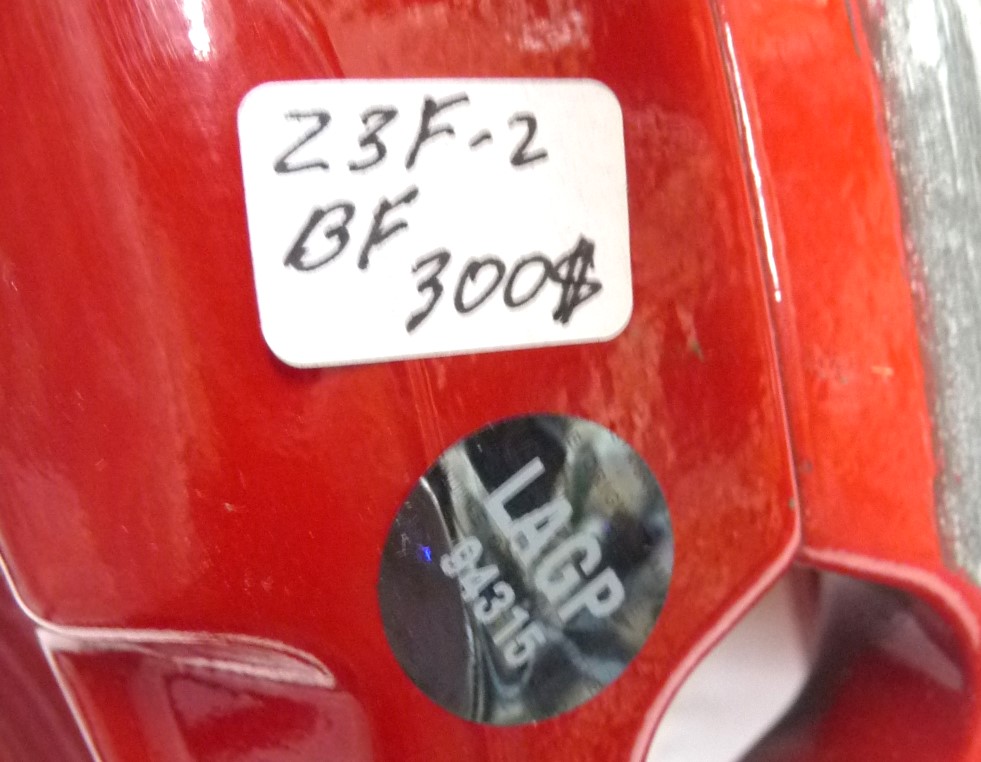 Z3F-2
BF
300$
LAGP
94315